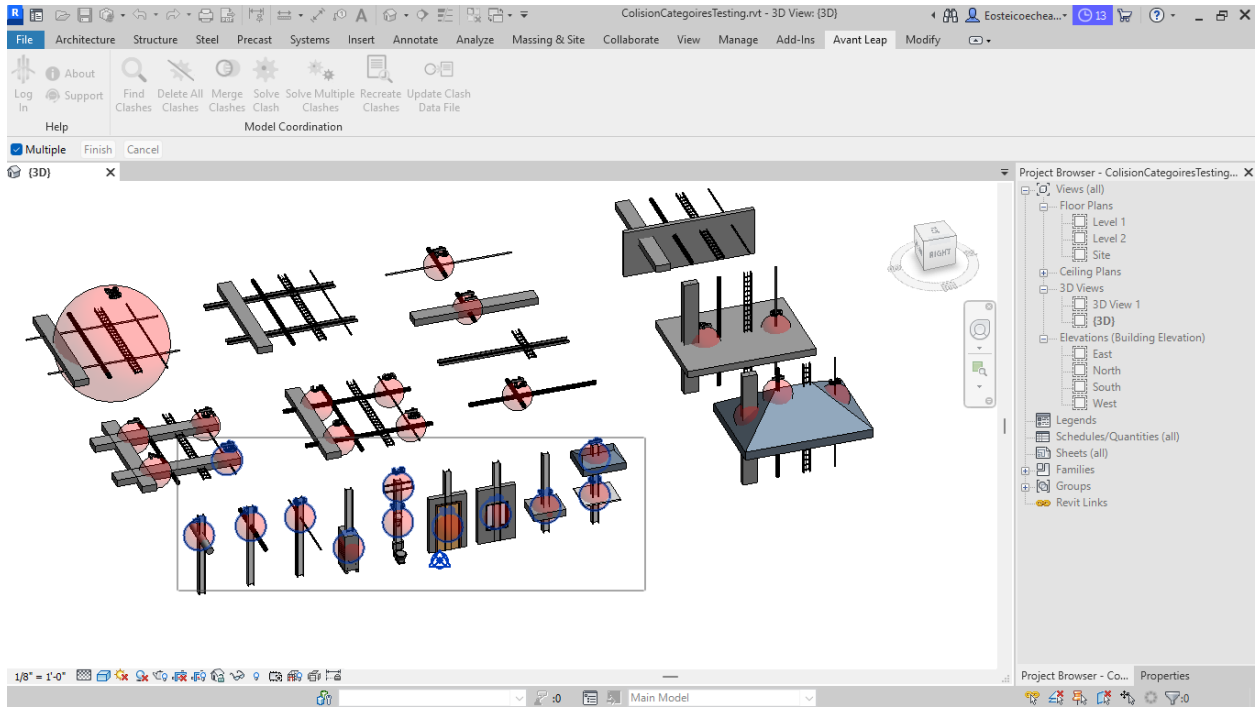 R
A
ColisionCategoiresTesting.rvt - 3D View: {3D}
Eosteicoechea...
13
?
File Architecture Structure Steel Precast Systems Insert Annotate Analyze Massing & Site Collaborate View Manage Add-Ins Avant Leap Modify
Log In
About
Support
Find Clashes
Delete All Clashes
Merge Clashes
Solve Clash
Solve Multiple Clashes
Recreate Clashes
Update Clash Data File
Help
Model Coordination
Multiple Finish Cancel
{3D}
RIGHT
Project Browser - ColisionCategoiresTesting...
Views (all)
Floor Plans
Level 1
Level 2
Site
Ceiling Plans
3D Views
3D View 1
{3D}
Elevations (Building Elevation)
East
North
South
West
Legends
Schedules/Quantities (all)
Sheets (all)
Families
Groups
Revit Links
1/8" = 1'-0"
Project Browser - Co... Properties
:0
Main Model
:0